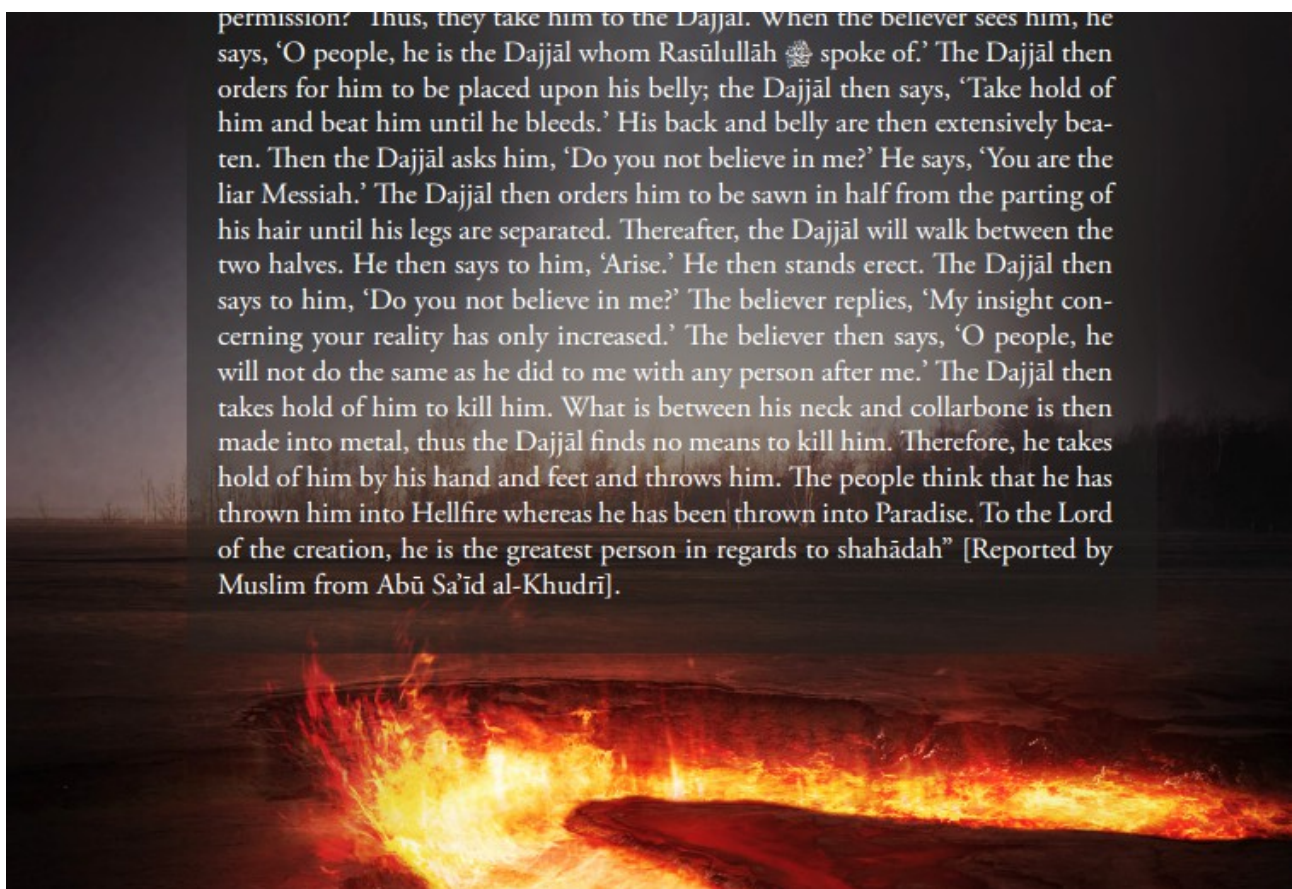 permission?’ Thus, they take him to the Dajjāl. When the believer sees him, he
says, ‘O people, he is the Dajjāl whom Rasūlullāh ﷺ spoke of.’ The Dajjāl then
orders for him to be placed upon his belly; the Dajjāl then says, ‘Take hold of
him and beat him until he bleeds.’ His back and belly are then extensively bea-
ten. Then the Dajjāl asks him, ‘Do you not believe in me?’ He says, ‘You are the
liar Messiah.’ The Dajjāl then orders him to be sawn in half from the parting of
his hair until his legs are separated. Thereafter, the Dajjāl will walk between the
two halves. He then says to him, ‘Arise.’ He then stands erect. The Dajjāl then
says to him, ‘Do you not believe in me?’ The believer replies, ‘My insight con-
cerning your reality has only increased.’ The believer then says, ‘O people, he
will not do the same as he did to me with any person after me.’ The Dajjāl then
takes hold of him to kill him. What is between his neck and collarbone is then
made into metal, thus the Dajjāl finds no means to kill him. Therefore, he takes
hold of him by his hand and feet and throws him. The people think that he has
thrown him into Hellfire whereas he has been thrown into Paradise. To the Lord
of the creation, he is the greatest person in regards to shahādah” [Reported by
Muslim from Abū Sa’īd al-Khudrī].